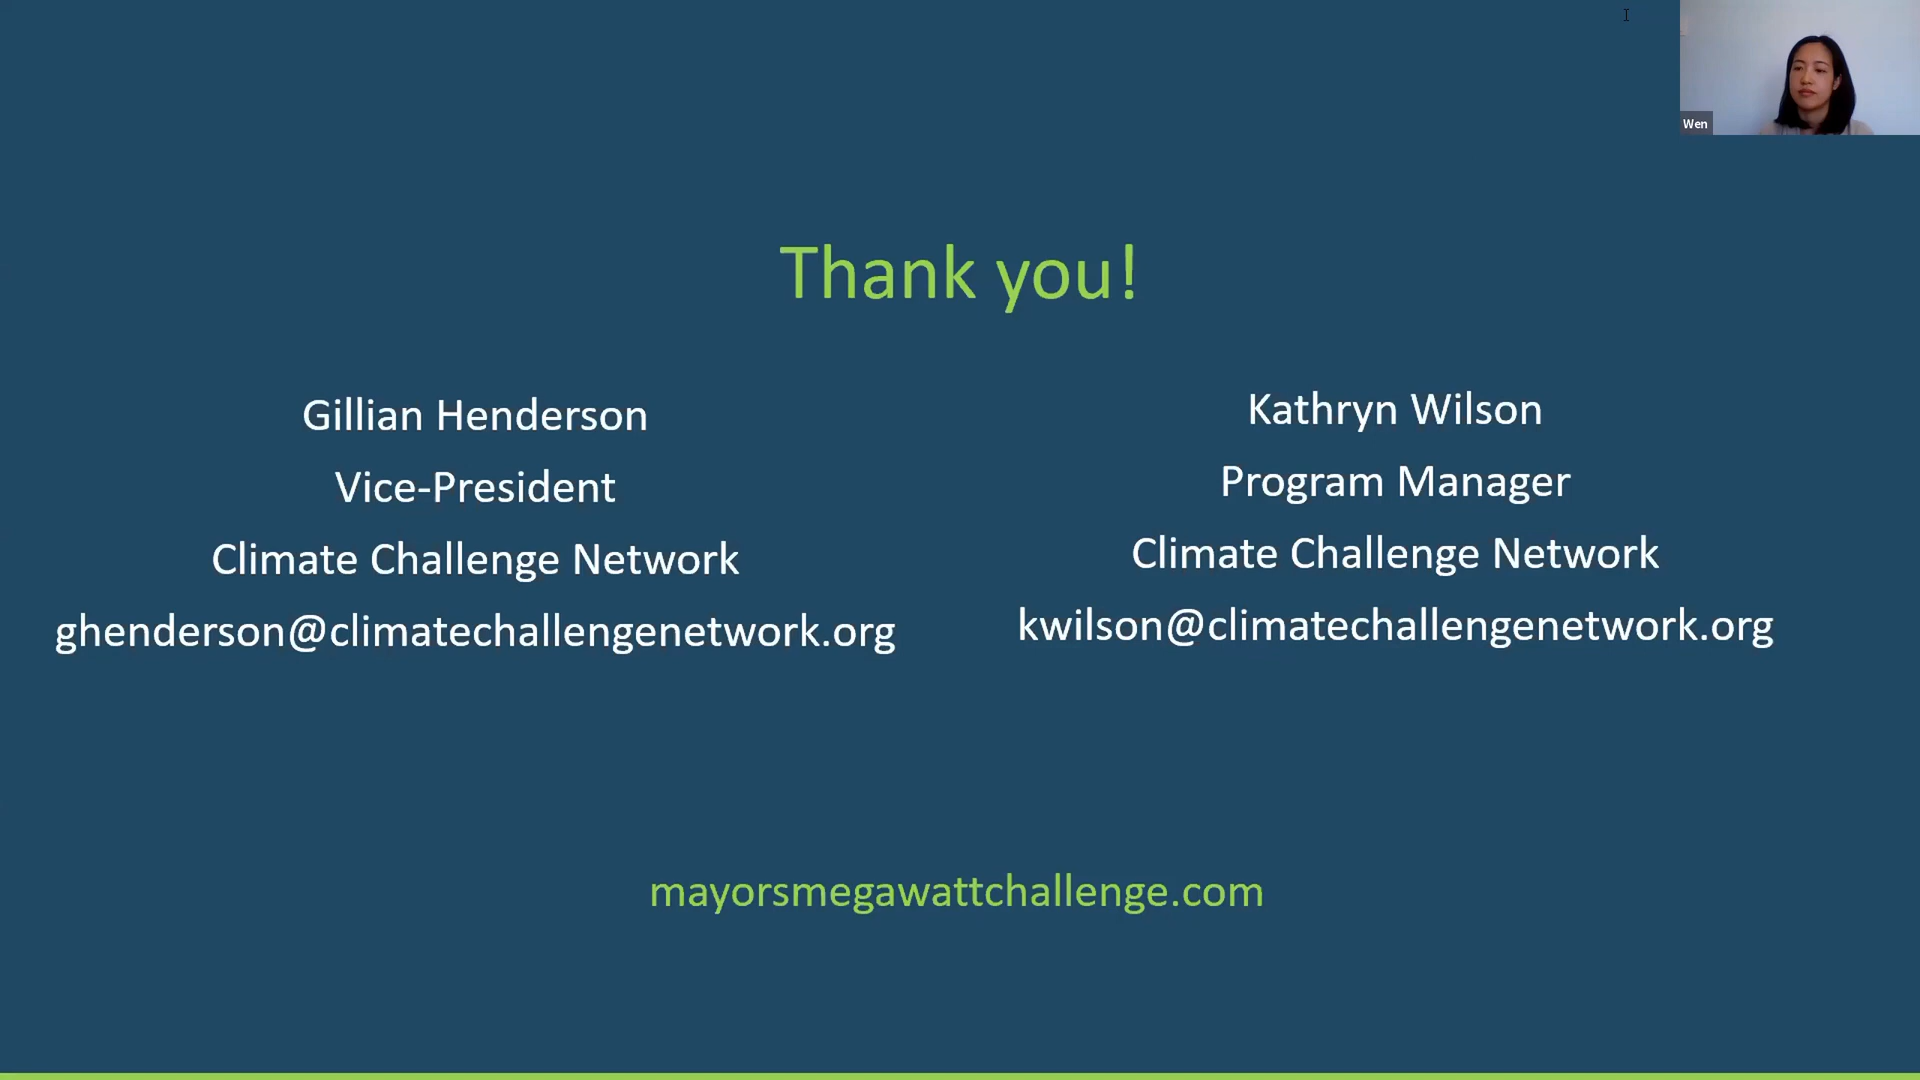 Wen
Thank you!
Gillian Henderson
Vice-President
Climate Challenge Network
ghenderson@climatechallengenetwork.org
Kathryn Wilson
Program Manager
Climate Challenge Network
kwilson@climatechallengenetwork.org
mayorsmegawattchallenge.com